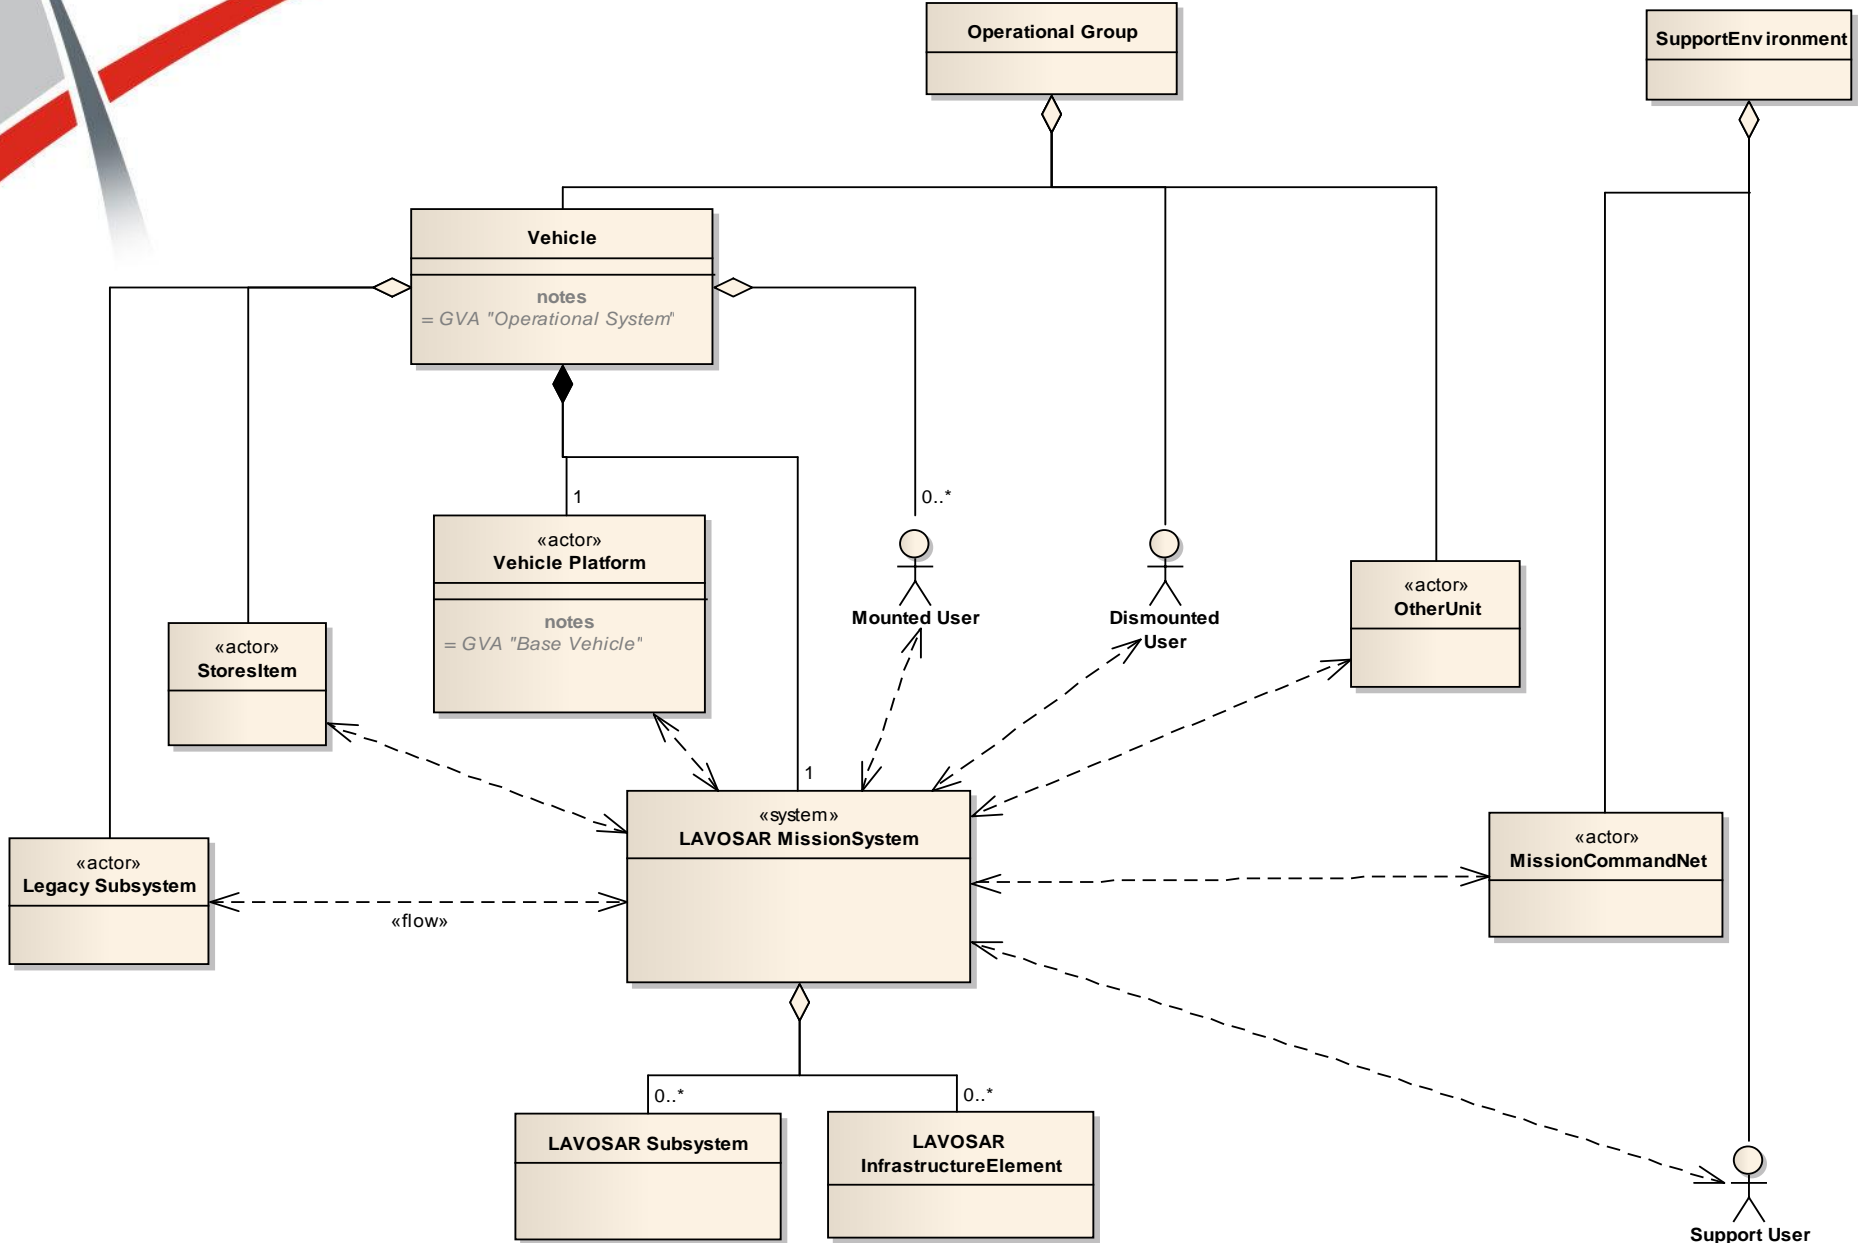 Operational Group
SupportEnvironment
Vehicle
notes
= GVA "Operational System"
1
0..*
«actor»
Vehicle Platform
notes
= GVA "Base Vehicle"
Mounted User
Dismounted
User
«actor»
OtherUnit
«actor»
StoresItem
1
«system»
LAVOSAR MissionSystem
«actor»
MissionCommandNet
«actor»
Legacy Subsystem
«flow»
0..*
0..*
LAVOSAR Subsystem
LAVOSAR
InfrastructureElement
Support User